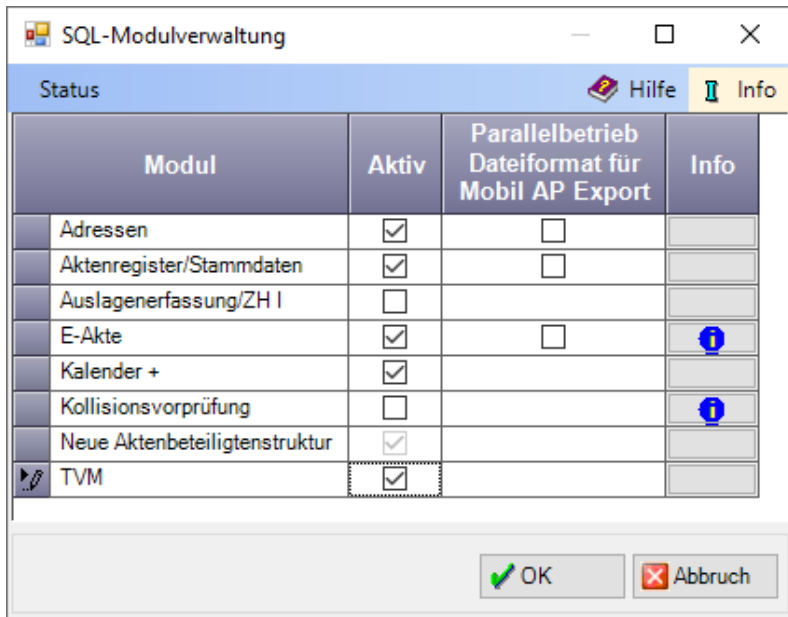 SQL-Modulverwaltung
Status Hilfe Info
Modul Aktiv Parallelbetrieb Dateiformat für Mobil AP Export Info
Adressen
Aktenregister/Stammdaten
Auslagenerfassung/ZH I
E-Akte
Kalender +
Kollisionsvorprüfung
Neue Aktenbeteiligtenstruktur
TVM
OK Abbruch